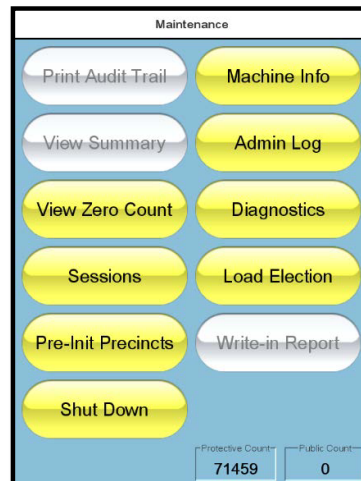 Maintenance
Print Audit Trail
Machine Info
View Summary
Admin Log
View Zero Count
Diagnostics
Sessions
Load Election
Pre-Init Precincts
Write-in Report
Shut Down
Protective Count
Public Count
71459
0